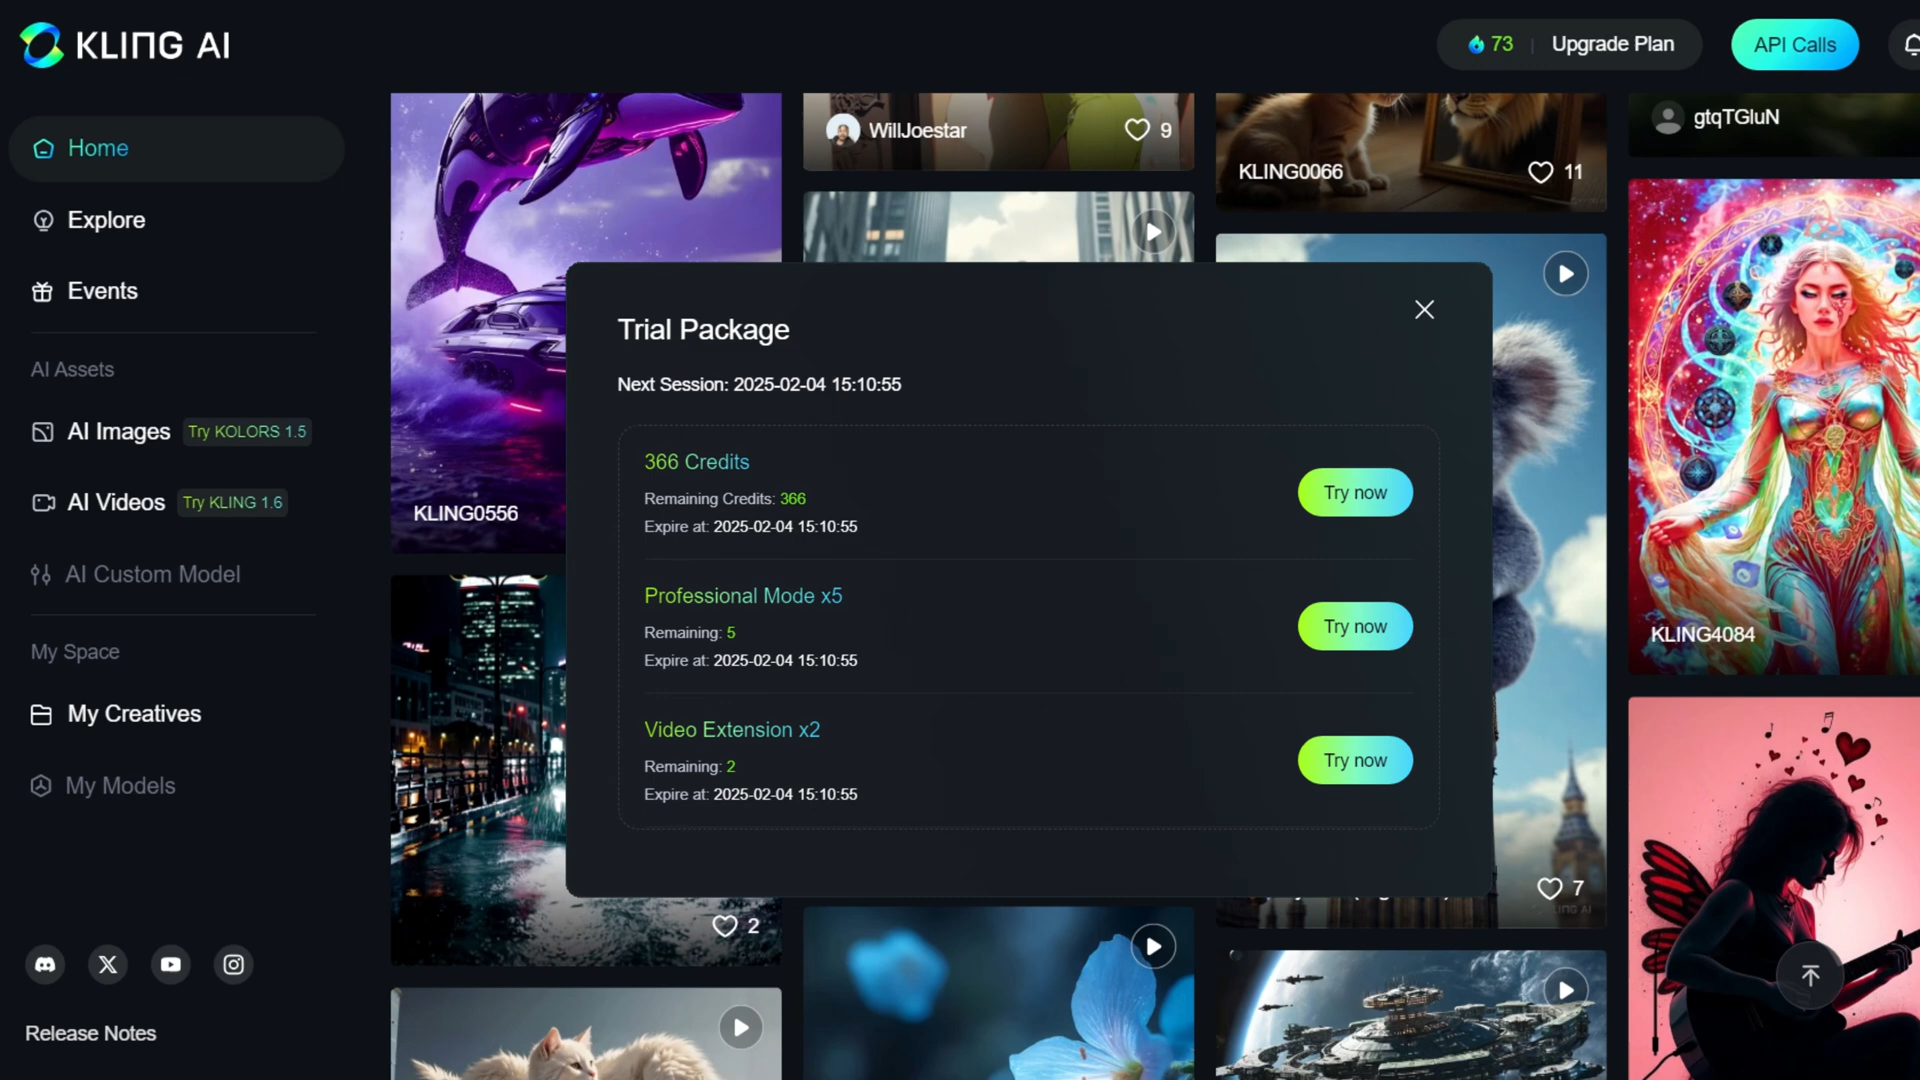 KLING AI
73
Upgrade Plan
API Calls
Home
Explore
Events
AI Assets
AI Images
Try KOLORS 1.5
AI Videos
Try KLING 1.6
AI Custom Model
My Space
My Creatives
My Models
Release Notes
WillJoestar
9
KLING0066
11
gtqTGluN
KLING0556
KLING4084
2
7
Trial Package
Next Session: 2025-02-04 15:10:55
366 Credits
Remaining Credits: 366
Expire at: 2025-02-04 15:10:55
Try now
Professional Mode x5
Remaining: 5
Expire at: 2025-02-04 15:10:55
Try now
Video Extension x2
Remaining: 2
Expire at: 2025-02-04 15:10:55
Try now